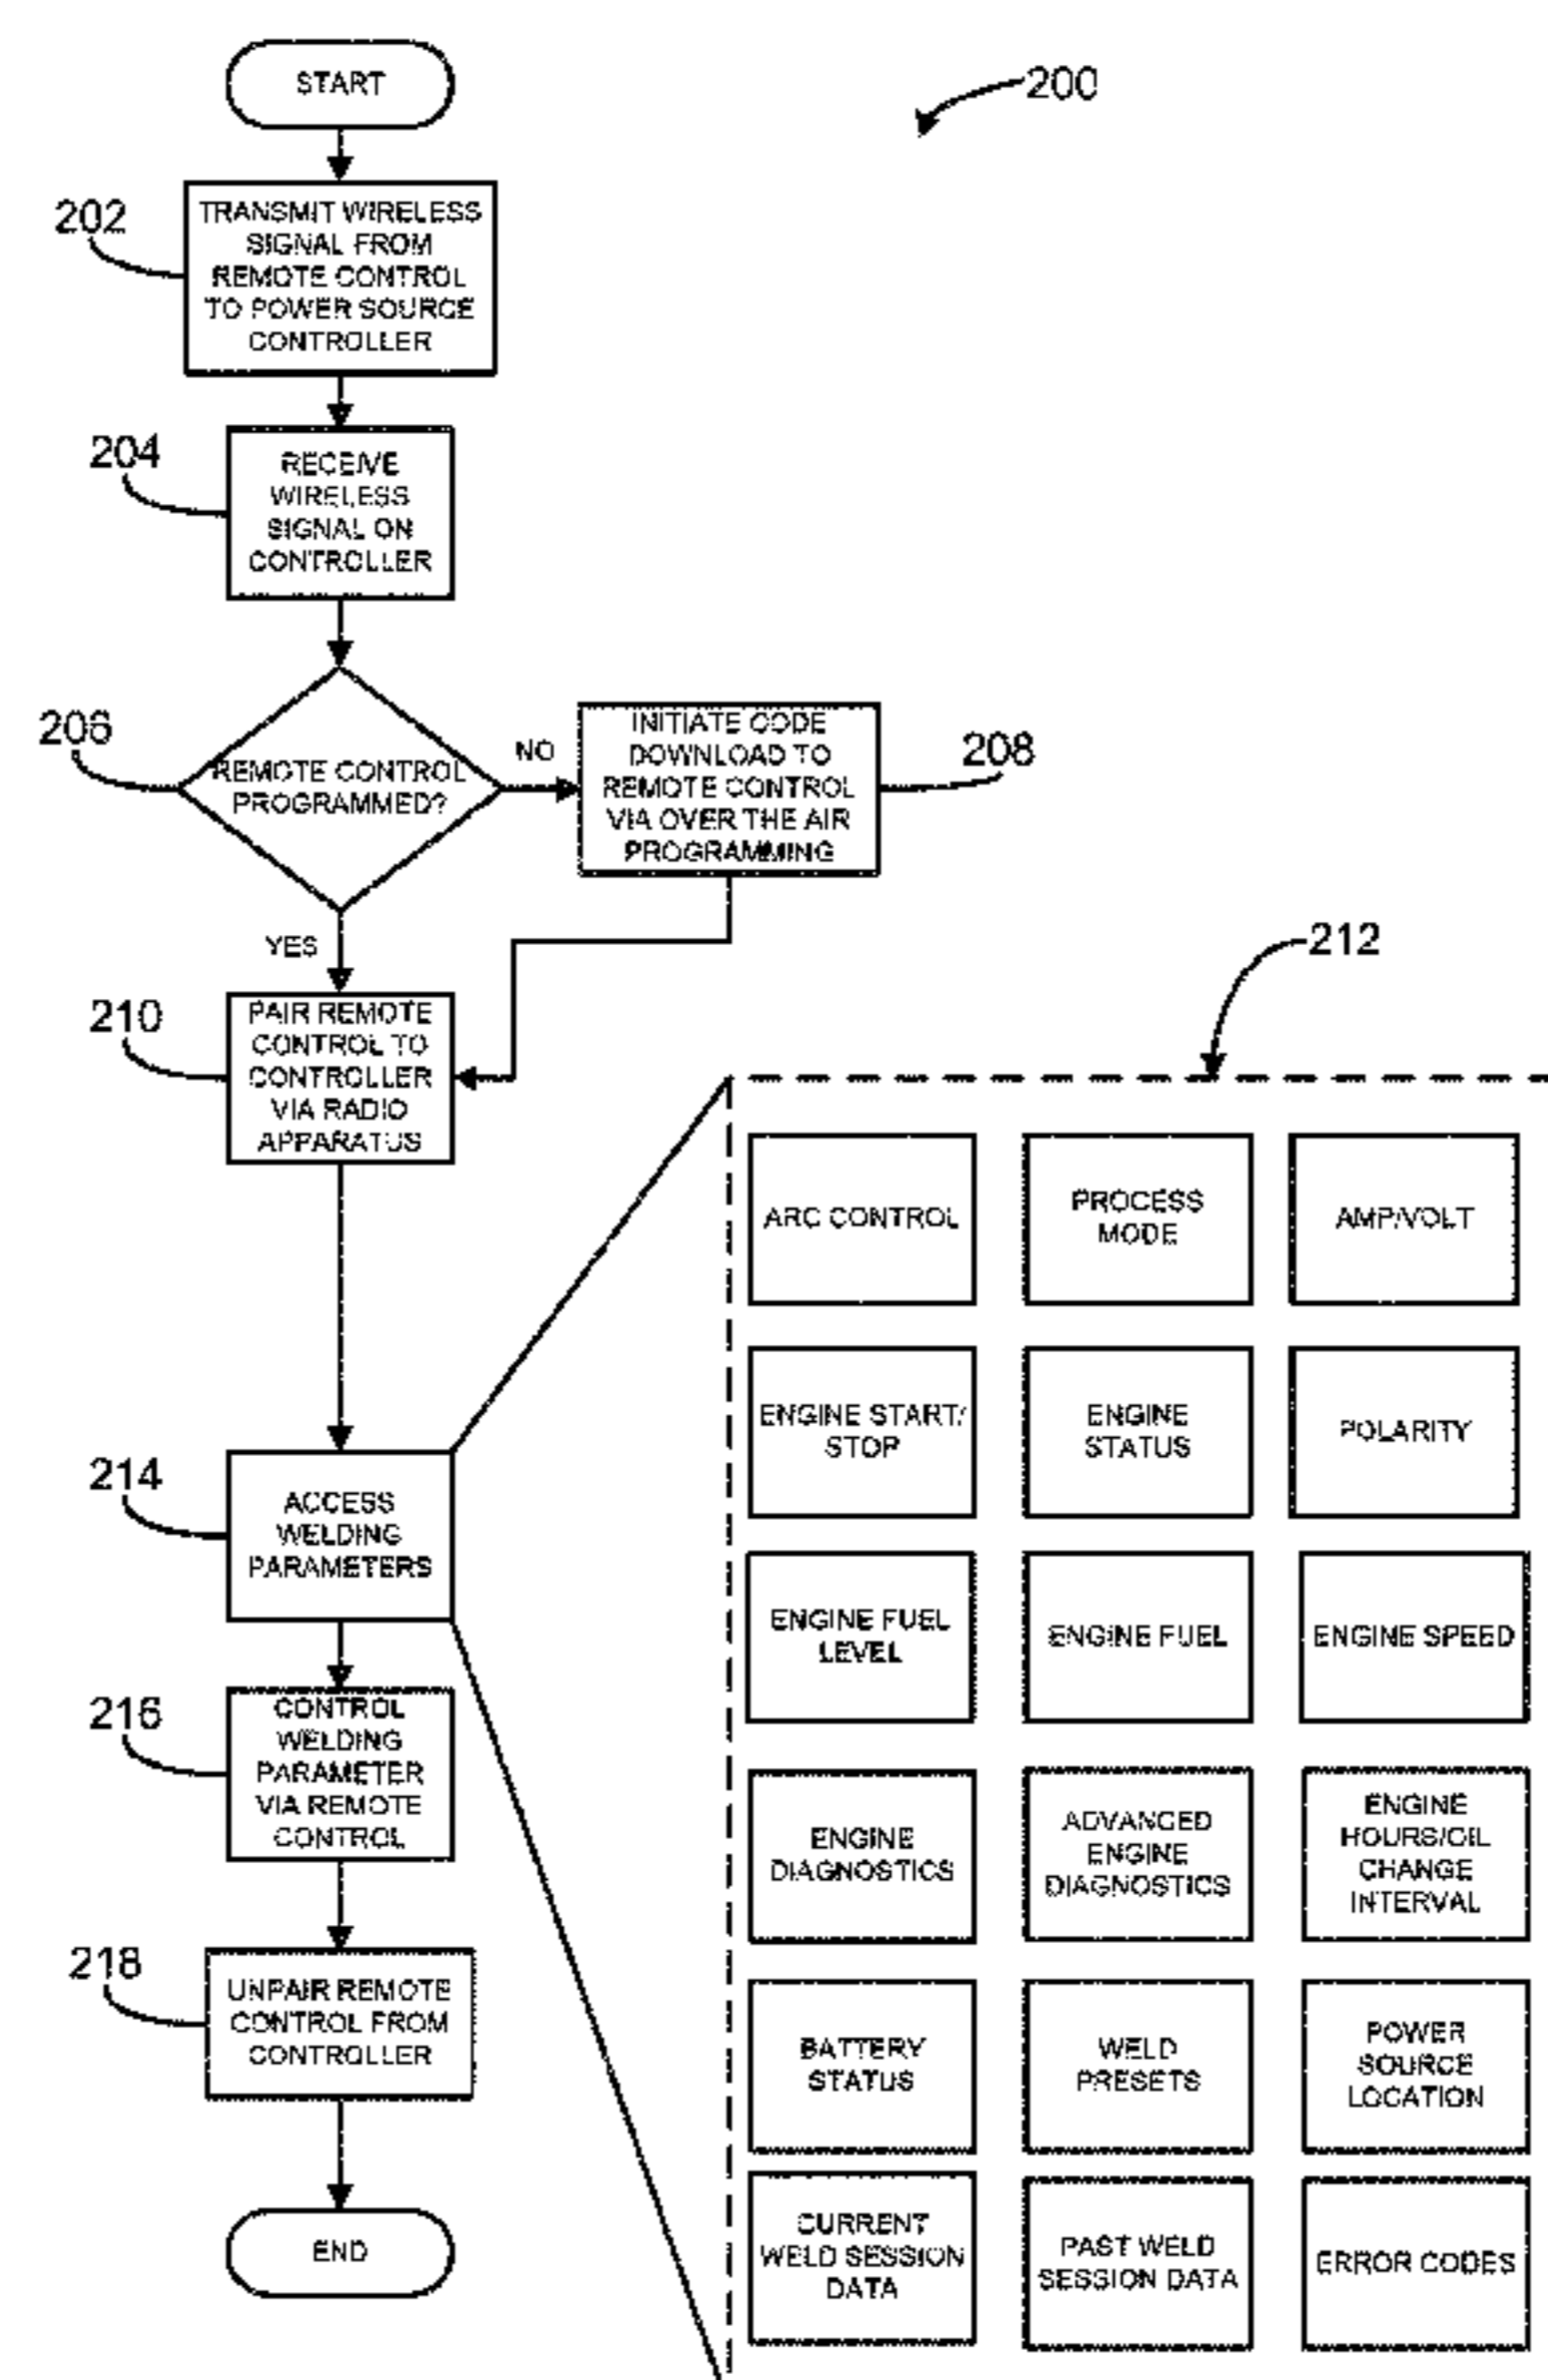 START
200
202
TRANSMIT WIRELESS
SIGNAL FROM
REMOTE CONTROL
TO POWER SOURCE
CONTROLLER
204
RECEIVE
WIRELESS
SIGNAL ON
CONTROLLER
206
REMOTE CONTROL
PROGRAMMED?
NO
INITIATE CODE
DOWNLOAD TO
REMOTE CONTROL
VIA OVER THE AIR
PROGRAMMING
208
YES
210
PAIR REMOTE
CONTROL TO
CONTROLLER
VIA RADIO
APPARATUS
212
214
ACCESS
WELDING
PARAMETERS
216
CONTROL
WELDING
PARAMETER
VIA REMOTE
CONTROL
218
UNPAIR REMOTE
CONTROL FROM
CONTROLLER
END
ARC CONTROL
PROCESS
MODE
AMP/VOLT
ENGINE START/
STOP
ENGINE
STATUS
POLARITY
ENGINE FUEL
LEVEL
ENGINE FUEL
ENGINE SPEED
ENGINE
DIAGNOSTICS
ADVANCED
ENGINE
DIAGNOSTICS
ENGINE
HOURS/OIL
CHANGE
INTERVAL
BATTERY
STATUS
WELD
PRESETS
POWER
SOURCE
LOCATION
CURRENT
WELD SESSION
DATA
PAST WELD
SESSION DATA
ERROR CODES